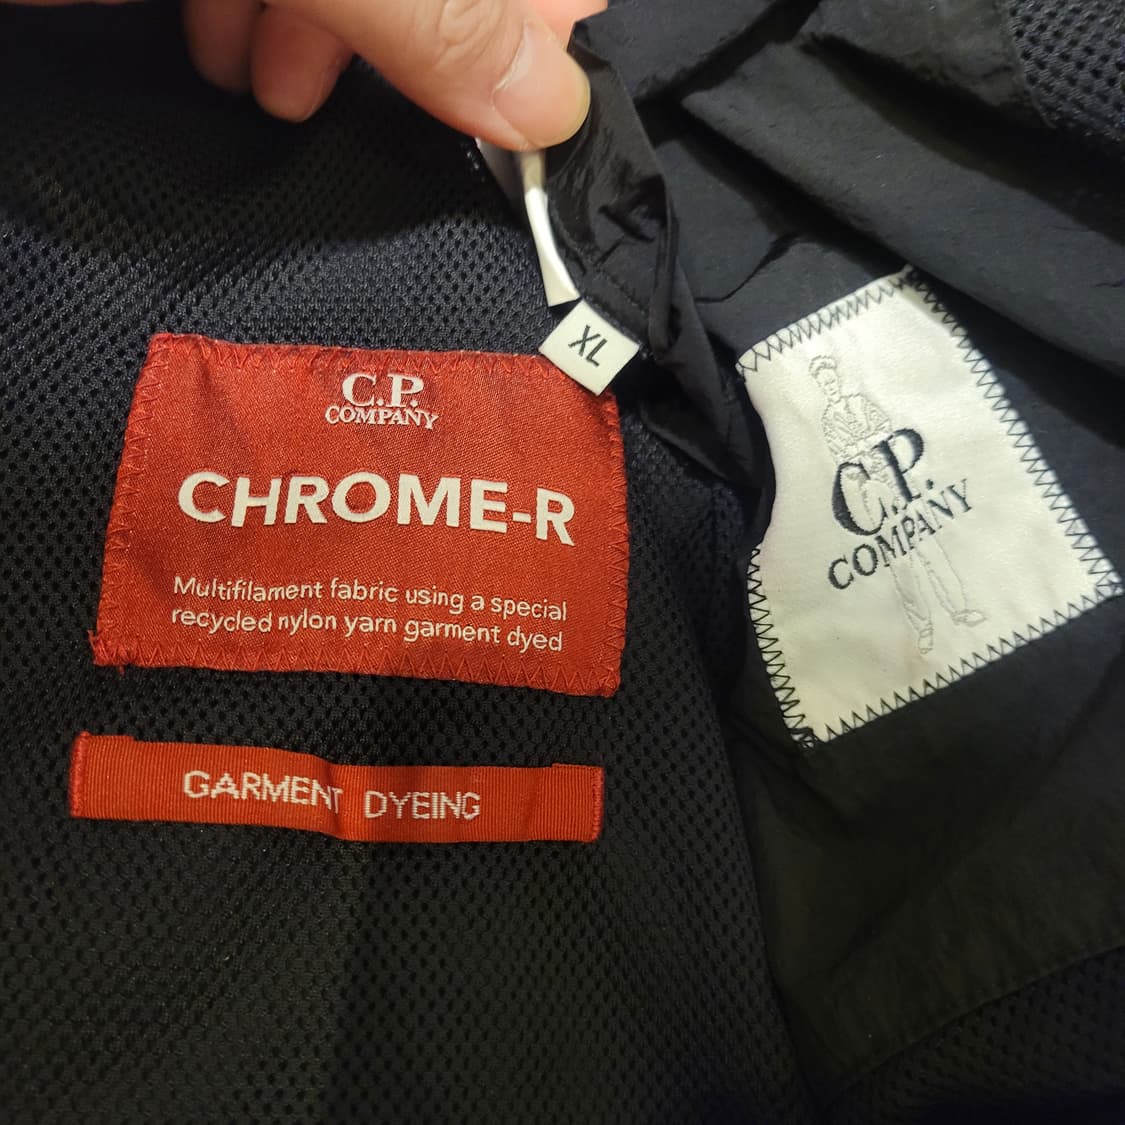 XL
C.P.
COMPANY
CHROME-R
Multifilament fabric using a special
recycled nylon yarn garment dyed
GARMENT DYEING
C.P.
COMPANY